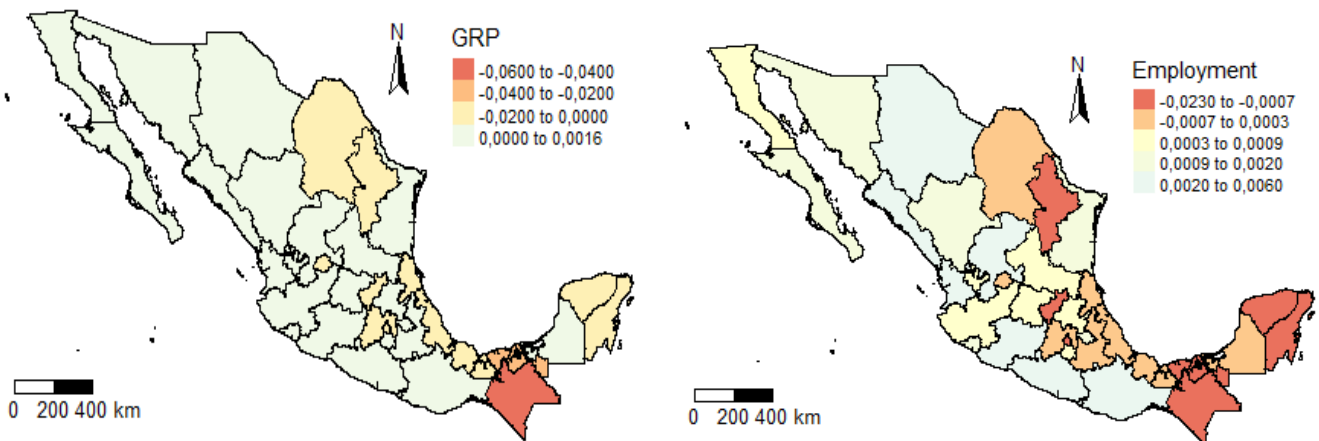 N
GRP
-0,0600 to -0,0400
-0,0400 to -0,0200
-0,0200 to 0,0000
0,0000 to 0,0016
0 200 400 km
N
Employment
-0,0230 to -0,0007
-0,0007 to 0,0003
0,0003 to 0,0009
0,0009 to 0,0020
0,0020 to 0,0060
0 200 400 km